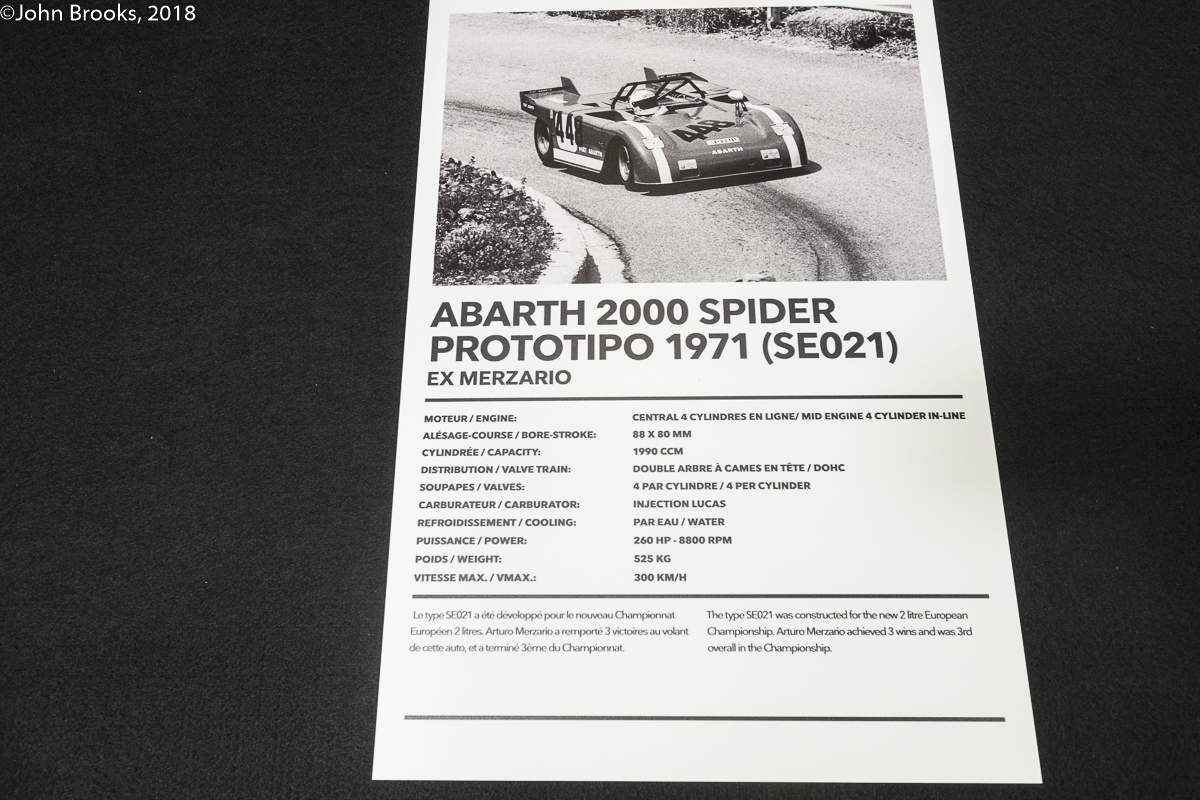 ©John Brooks, 2018
448
448
FIAT ABARTH
ABARTH
ABARTH 2000 SPIDER
PROTOTIPO 1971 (SE021)
EX MERZARIO
MOTEUR / ENGINE: CENTRAL 4 CYLINDRES EN LIGNE/ MID ENGINE 4 CYLINDER IN-LINE
ALÉSAGE-COURSE / BORE-STROKE: 88 X 80 MM
CYLINDRÉE / CAPACITY: 1990 CCM
DISTRIBUTION / VALVE TRAIN: DOUBLE ARBRE À CAMES EN TÊTE / DOHC
SOUPAPES / VALVES: 4 PAR CYLINDRE / 4 PER CYLINDER
CARBURATEUR / CARBURATOR: INJECTION LUCAS
REFROIDISSEMENT / COOLING: PAR EAU / WATER
PUISSANCE / POWER: 260 HP - 8800 RPM
POIDS / WEIGHT: 525 KG
VITESSE MAX. / VMAX.: 300 KM/H
Le type SE021 a été développé pour le nouveau Championnat
Européen 2 litres. Arturo Merzario a remporté 3 victoires au volant
de cette auto, et a terminé 3ème du Championnat.
The type SE021 was constructed for the new 2 litre European
Championship. Arturo Merzario achieved 3 wins and was 3rd
overall in the Championship.